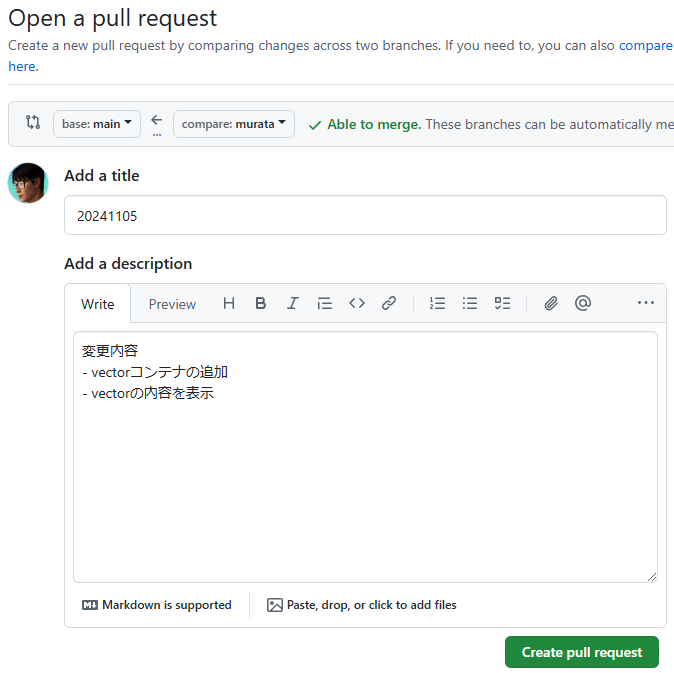 Open a pull request
Create a new pull request by comparing changes across two branches. If you need to, you can also compare
here.
base: main
compare: murata
...
Able to merge. These branches can be automatically me
Add a title
20241105
Add a description
Write
Preview
変更内容
- vectorコンテナの追加
- vectorの内容を表示
Markdown is supported
Paste, drop, or click to add files
Create pull request